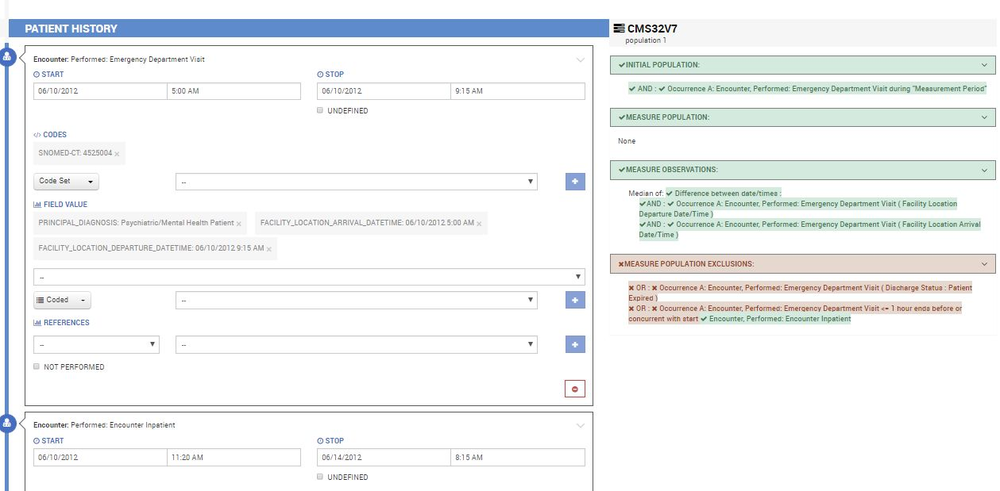 PATIENT HISTORY
Encounter: Performed: Emergency Department Visit
START
STOP
06/10/2012 5:00 AM
06/10/2012 9:15 AM
UNDEFINED
</> CODES
SNOMED-CT: 4525004 ×
Code Set
--
+
FIELD VALUE
PRINCIPAL_DIAGNOSIS: Psychiatric/Mental Health Patient ×
FACILITY_LOCATION_ARRIVAL_DATETIME: 06/10/2012 5:00 AM ×
FACILITY_LOCATION_DEPARTURE_DATETIME: 06/10/2012 9:15 AM ×
--
Coded
--
+
REFERENCES
--
--
+
NOT PERFORMED
Encounter: Performed: Encounter Inpatient
START
STOP
06/10/2012 11:20 AM
06/14/2012 8:15 AM
UNDEFINED
CMS32V7
population 1
✔INITIAL POPULATION:
✔ AND : ✔ Occurrence A: Encounter, Performed: Emergency Department Visit during "Measurement Period"
✔MEASURE POPULATION:
None
✔MEASURE OBSERVATIONS:
Median of: ✔ Difference between date/times :
✔AND : ✔ Occurrence A: Encounter, Performed: Emergency Department Visit ( Facility Location
Departure Date/Time )
✔AND : ✔ Occurrence A: Encounter, Performed: Emergency Department Visit ( Facility Location Arrival
Date/Time )
✖MEASURE POPULATION EXCLUSIONS:
✖ OR : ✖ Occurrence A: Encounter, Performed: Emergency Department Visit ( Discharge Status : Patient
Expired )
✖ OR : ✖ Occurrence A: Encounter, Performed: Emergency Department Visit <= 1 hour ends before or
concurrent with start ✔ Encounter, Performed: Encounter Inpatient